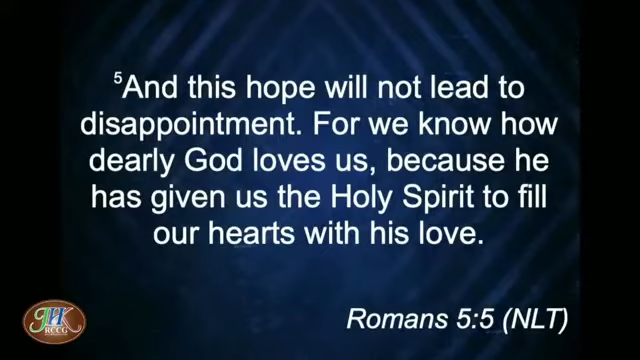 ⁵And this hope will not lead to
disappointment. For we know how
dearly God loves us, because he
has given us the Holy Spirit to fill
our hearts with his love.
Romans 5:5 (NLT)
JHK
RCCG